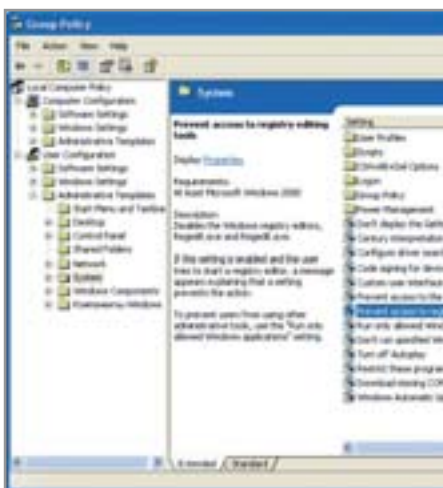 Group Policy
File Action View Help
Local Computer Policy
Computer Configuration
Software Settings
Windows Settings
Administrative Templates
User Configuration
Software Settings
Windows Settings
Administrative Templates
Start Menu and Taskbar
Desktop
Control Panel
Shared Folders
Network
System
Windows Components
Компоненты Windows
System
Prevent access to registry editing
tools
Display Properties
Requirements:
At least Microsoft Windows 2000
Description:
Disables the Windows registry editors,
Regedt32.exe and Regedit.exe.
If this setting is enabled and the user
tries to start a registry editor, a message
appears explaining that a setting
prevents the action.
To prevent users from using other
administrative tools, use the "Run only
allowed Windows applications" setting.
Setting
User Profiles
Scripts
Ctrl+Alt+Del Options
Logon
Group Policy
Power Management
Don't display the Getti
Century interpretation
Configure driver search
Code signing for devic
Custom user interface
Prevent access to the
Prevent access to regi
Run only allowed Wind
Don't run specified Win
Turn off Autoplay
Restrict these program
Download missing COM
Windows Automatic Up
Extended Standard